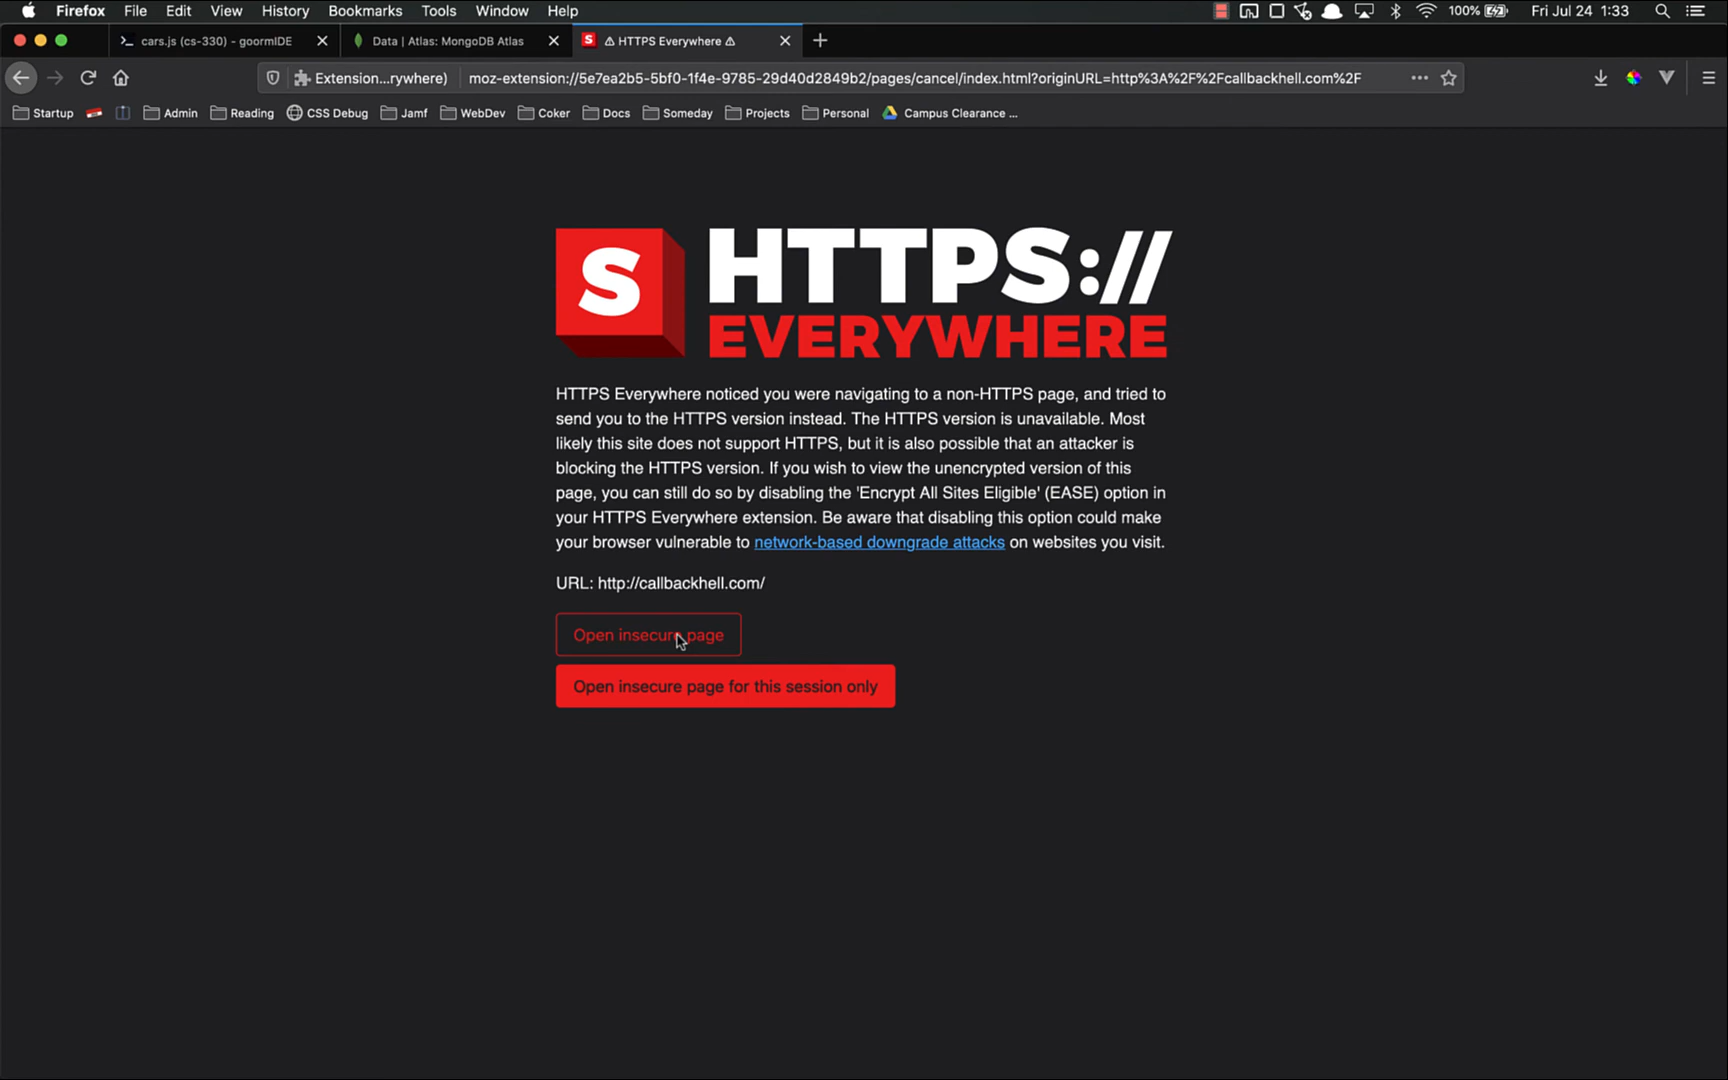 Firefox File Edit View History Bookmarks Tools Window Help 100% Fri Jul 24 1:33
cars.js (cs-330) - goormIDE Data | Atlas: MongoDB Atlas S ⚠ HTTPS Everywhere ⚠
Extension...rywhere) moz-extension://5e7ea2b5-5bf0-1f4e-9785-29d40d2849b2/pages/cancel/index.html?originURL=http%3A%2F%2Fcallbackhell.com%2F
Startup Admin Reading CSS Debug Jamf WebDev Coker Docs Someday Projects Personal Campus Clearance ...
S HTTPS://
EVERYWHERE
HTTPS Everywhere noticed you were navigating to a non-HTTPS page, and tried to
send you to the HTTPS version instead. The HTTPS version is unavailable. Most
likely this site does not support HTTPS, but it is also possible that an attacker is
blocking the HTTPS version. If you wish to view the unencrypted version of this
page, you can still do so by disabling the 'Encrypt All Sites Eligible' (EASE) option in
your HTTPS Everywhere extension. Be aware that disabling this option could make
your browser vulnerable to network-based downgrade attacks on websites you visit.
URL: http://callbackhell.com/
Open insecure page
Open insecure page for this session only